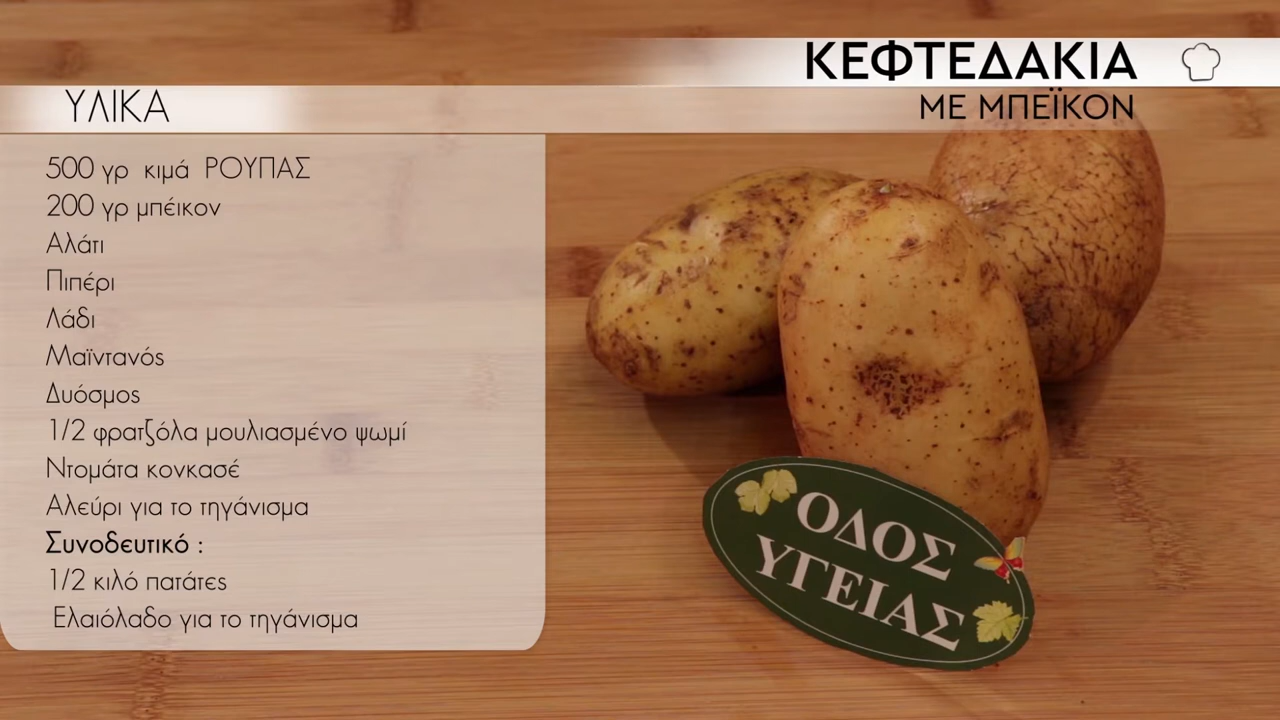 ΚΕΦΤΕΔΑΚΙΑ
ΜΕ ΜΠΕΪΚΟΝ
ΥΛΙΚΑ
500 γρ κιμά ΡΟΥΠΑΣ
200 γρ μπέικον
Αλάτι
Πιπέρι
Λάδι
Μαϊντανός
Δυόσμος
1/2 φρατζόλα μουλιασμένο ψωμί
Ντομάτα κονκασέ
Αλεύρι για το τηγάνισμα
Συνοδευτικό :
1/2 κιλό πατάτες
Ελαιόλαδο για το τηγάνισμα
ΟΔΟΣ
ΥΓΕΙΑΣ